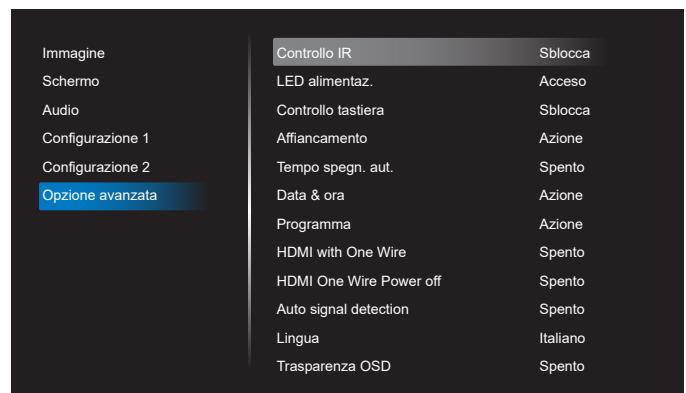 Immagine
Schermo
Audio
Configurazione 1
Configurazione 2
Opzione avanzata
Controllo IR Sblocca
LED alimentaz. Acceso
Controllo tastiera Sblocca
Affiancamento Azione
Tempo spegn. aut. Spento
Data & ora Azione
Programma Azione
HDMI with One Wire Spento
HDMI One Wire Power off Spento
Auto signal detection Spento
Lingua Italiano
Trasparenza OSD Spento